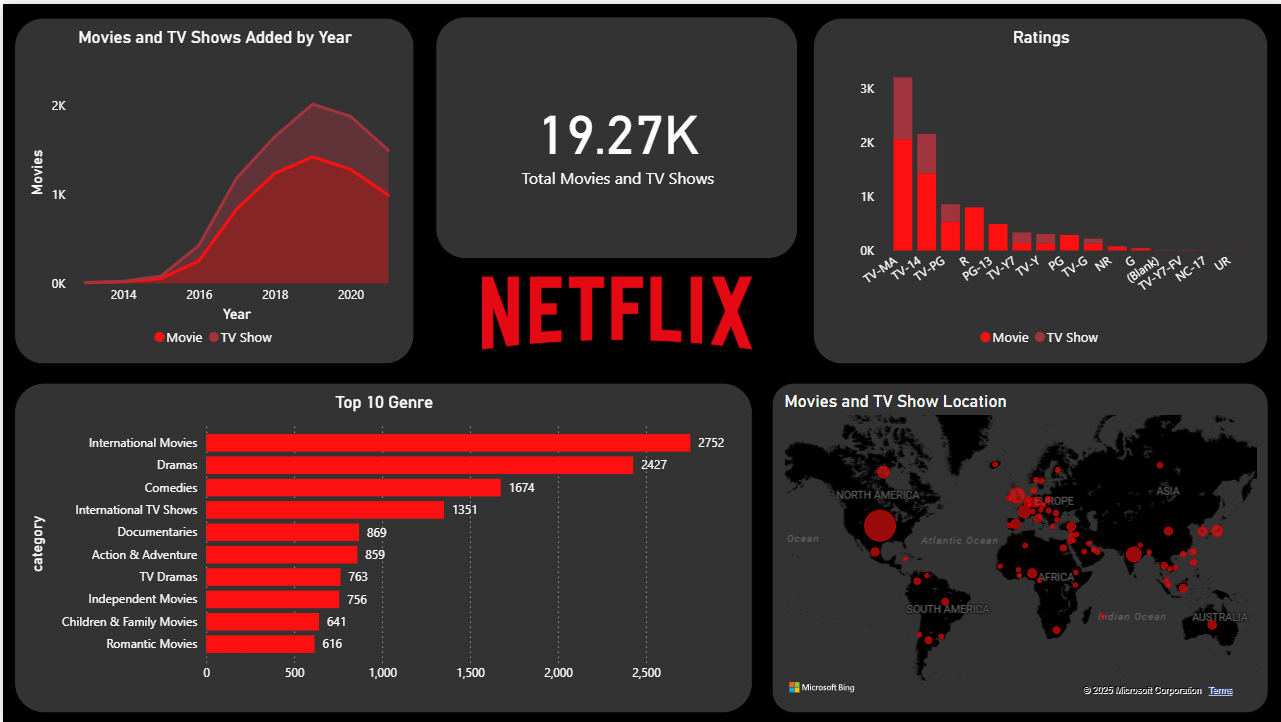 Movies and TV Shows Added by Year
Movies
2K
1K
0K
2014 2016 2018 2020
Year
Movie TV Show
19.27K
Total Movies and TV Shows
NETFLIX
Ratings
3K
2K
1K
0K
TV-MA TV-14 TV-PG R PG-13 TV-Y7 TV-Y PG TV-G NR G (Blank) TV-Y7-FV NC-17 UR
Movie TV Show
Top 10 Genre
category
International Movies 2752
Dramas 2427
Comedies 1674
International TV Shows 1351
Documentaries 869
Action & Adventure 859
TV Dramas 763
Independent Movies 756
Children & Family Movies 641
Romantic Movies 616
0 500 1,000 1,500 2,000 2,500
Movies and TV Show Location
NORTH AMERICA
EUROPE
ASIA
Ocean
Atlantic Ocean
AFRICA
SOUTH AMERICA
Indian Ocean
AUSTRALIA
Microsoft Bing
© 2025 Microsoft Corporation Terms